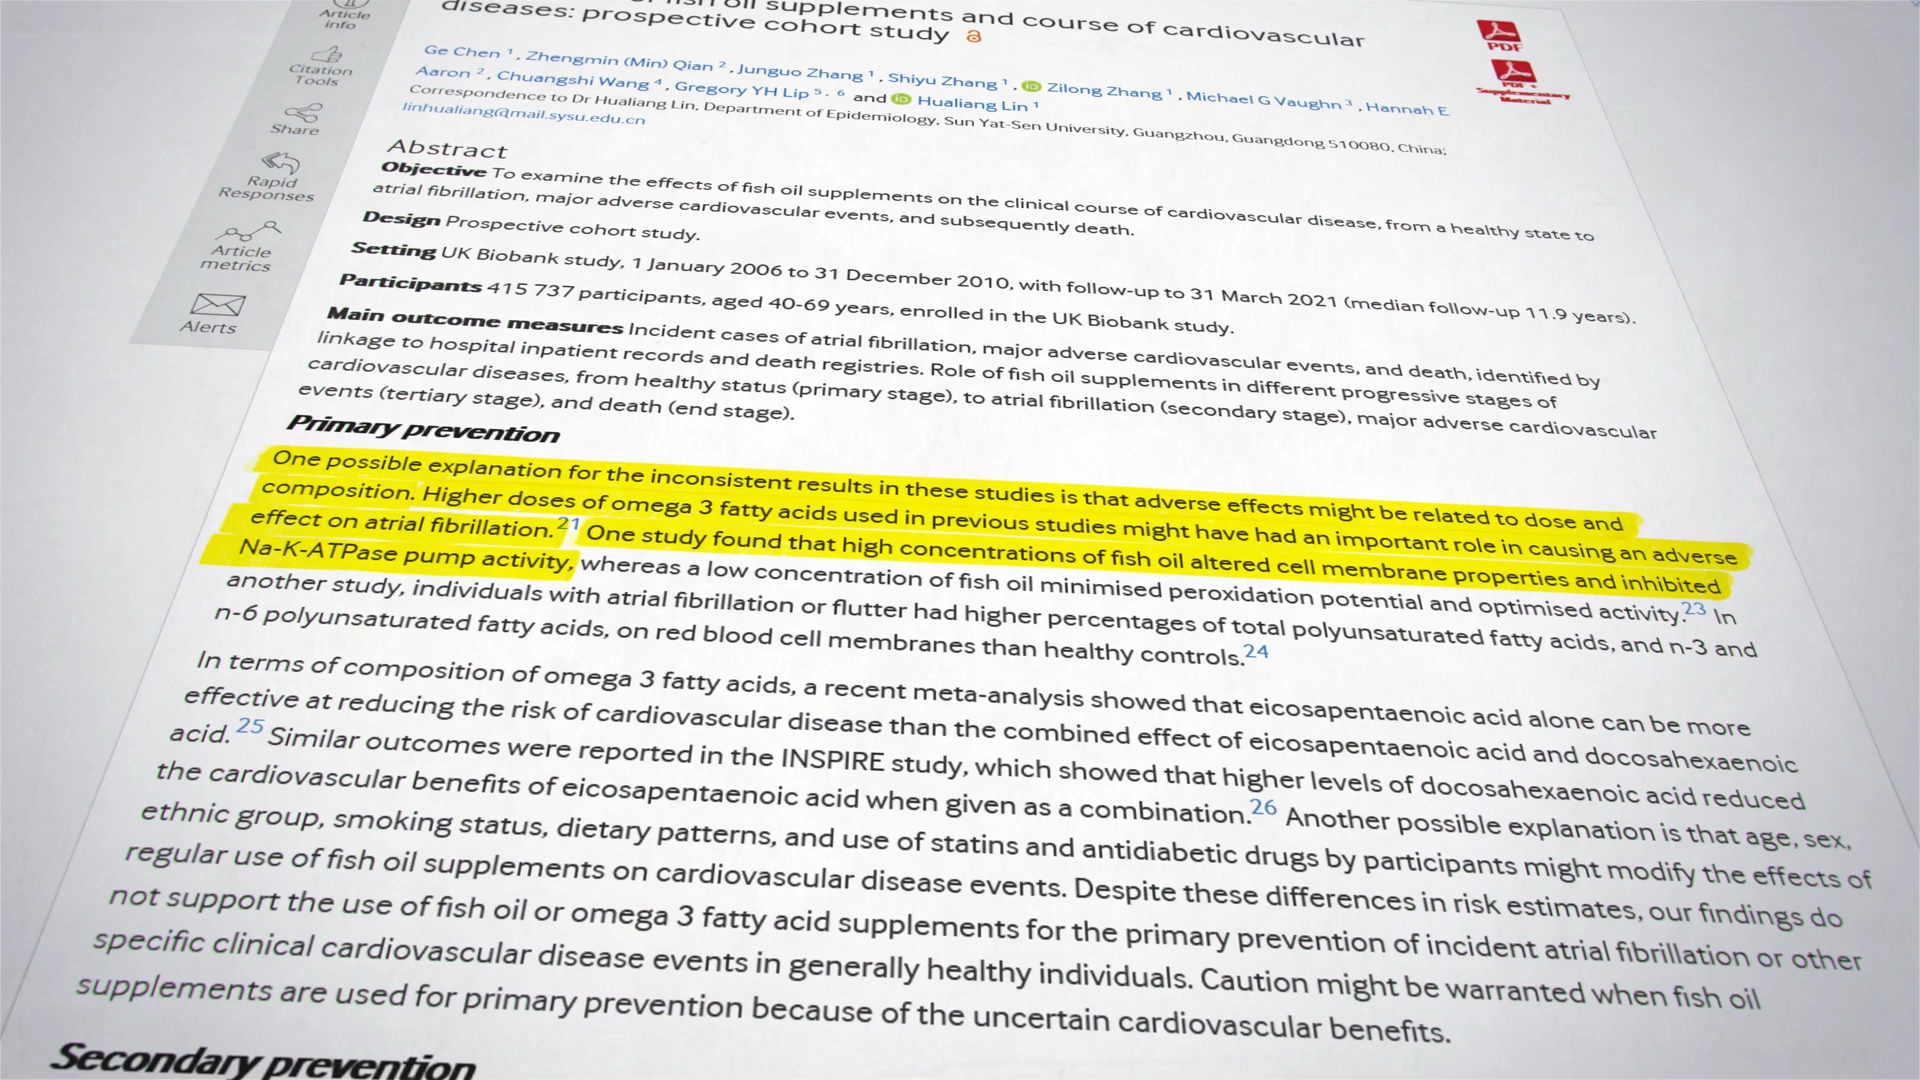 Article
info
Citation
Tools
Share
Rapid
Responses
Article
metrics
Alerts
fish oil supplements and course of cardiovascular
diseases: prospective cohort study
PDF
PDF +
Supplementary
Material
Ge Chen 1, Zhengmin (Min) Qian 2, Junguo Zhang 1, Shiyu Zhang 1, Zilong Zhang 1, Michael G Vaughn 3, Hannah E
Aaron 2, Chuangshi Wang 4, Gregory YH Lip 5, 6 and Hualiang Lin 1
Correspondence to Dr Hualiang Lin, Department of Epidemiology, Sun Yat-Sen University, Guangzhou, Guangdong 510080, China;
linhualiang@mail.sysu.edu.cn
Abstract
Objective To examine the effects of fish oil supplements on the clinical course of cardiovascular disease, from a healthy state to
atrial fibrillation, major adverse cardiovascular events, and subsequently death.
Design Prospective cohort study.
Setting UK Biobank study, 1 January 2006 to 31 December 2010, with follow-up to 31 March 2021 (median follow-up 11.9 years).
Participants 415 737 participants, aged 40-69 years, enrolled in the UK Biobank study.
Main outcome measures Incident cases of atrial fibrillation, major adverse cardiovascular events, and death, identified by
linkage to hospital inpatient records and death registries. Role of fish oil supplements in different progressive stages of
cardiovascular diseases, from healthy status (primary stage), to atrial fibrillation (secondary stage), major adverse cardiovascular
events (tertiary stage), and death (end stage).
Primary prevention
One possible explanation for the inconsistent results in these studies is that adverse effects might be related to dose and
composition. Higher doses of omega 3 fatty acids used in previous studies might have had an important role in causing an adverse
effect on atrial fibrillation.21 One study found that high concentrations of fish oil altered cell membrane properties and inhibited
Na-K-ATPase pump activity, whereas a low concentration of fish oil minimised peroxidation potential and optimised activity.23 In
another study, individuals with atrial fibrillation or flutter had higher percentages of total polyunsaturated fatty acids, and n-3 and
n-6 polyunsaturated fatty acids, on red blood cell membranes than healthy controls.24
In terms of composition of omega 3 fatty acids, a recent meta-analysis showed that eicosapentaenoic acid alone can be more
effective at reducing the risk of cardiovascular disease than the combined effect of eicosapentaenoic acid and docosahexaenoic
acid.25 Similar outcomes were reported in the INSPIRE study, which showed that higher levels of docosahexaenoic acid reduced
the cardiovascular benefits of eicosapentaenoic acid when given as a combination.26 Another possible explanation is that age, sex,
ethnic group, smoking status, dietary patterns, and use of statins and antidiabetic drugs by participants might modify the effects of
regular use of fish oil supplements on cardiovascular disease events. Despite these differences in risk estimates, our findings do
not support the use of fish oil or omega 3 fatty acid supplements for the primary prevention of incident atrial fibrillation or other
specific clinical cardiovascular disease events in generally healthy individuals. Caution might be warranted when fish oil
supplements are used for primary prevention because of the uncertain cardiovascular benefits.
Secondary prevention